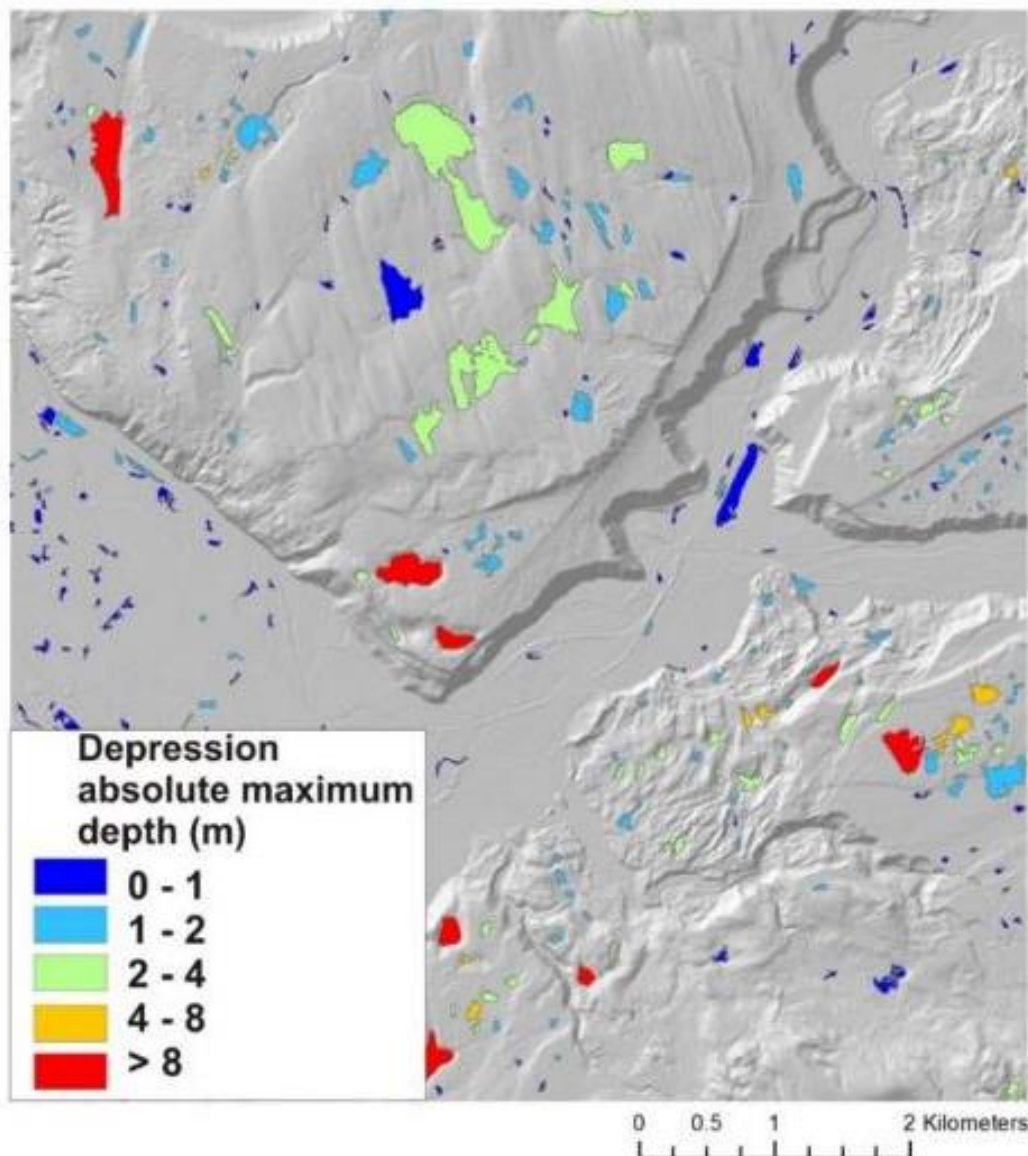 Depression
absolute maximum
depth (m)
0 - 1
1 - 2
2 - 4
4 - 8
> 8
0 0.5 1 2 Kilometers